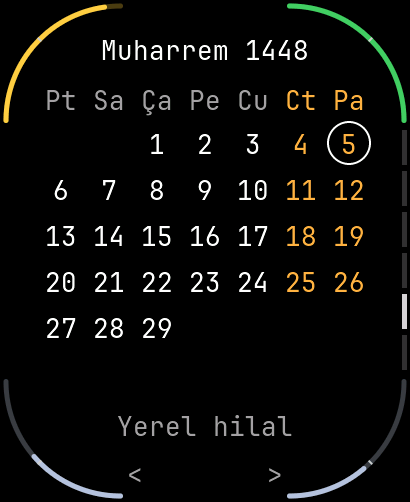 Muharrem 1448
Pt Sa Ça Pe Cu Ct Pa
1 2 3 4 5
6 7 8 9 10 11 12
13 14 15 16 17 18 19
20 21 22 23 24 25 26
27 28 29
Yerel hilal
< >